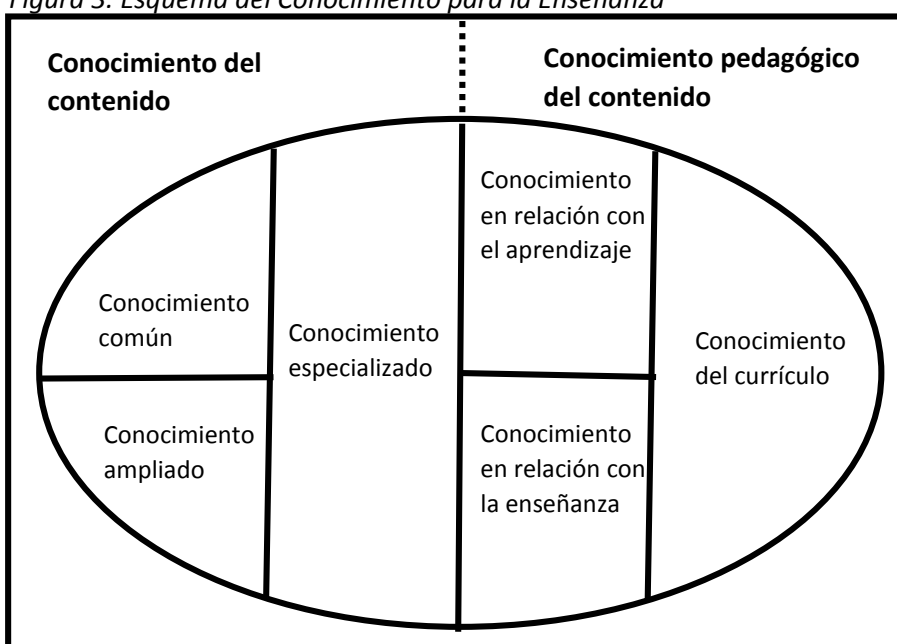 Figura 3. Esquema del Conocimiento para la Enseñanza
Conocimiento del
contenido
Conocimiento pedagógico
del contenido
Conocimiento
común
Conocimiento
ampliado
Conocimiento
especializado
Conocimiento
en relación con
el aprendizaje
Conocimiento
en relación con
la enseñanza
Conocimiento
del currículo